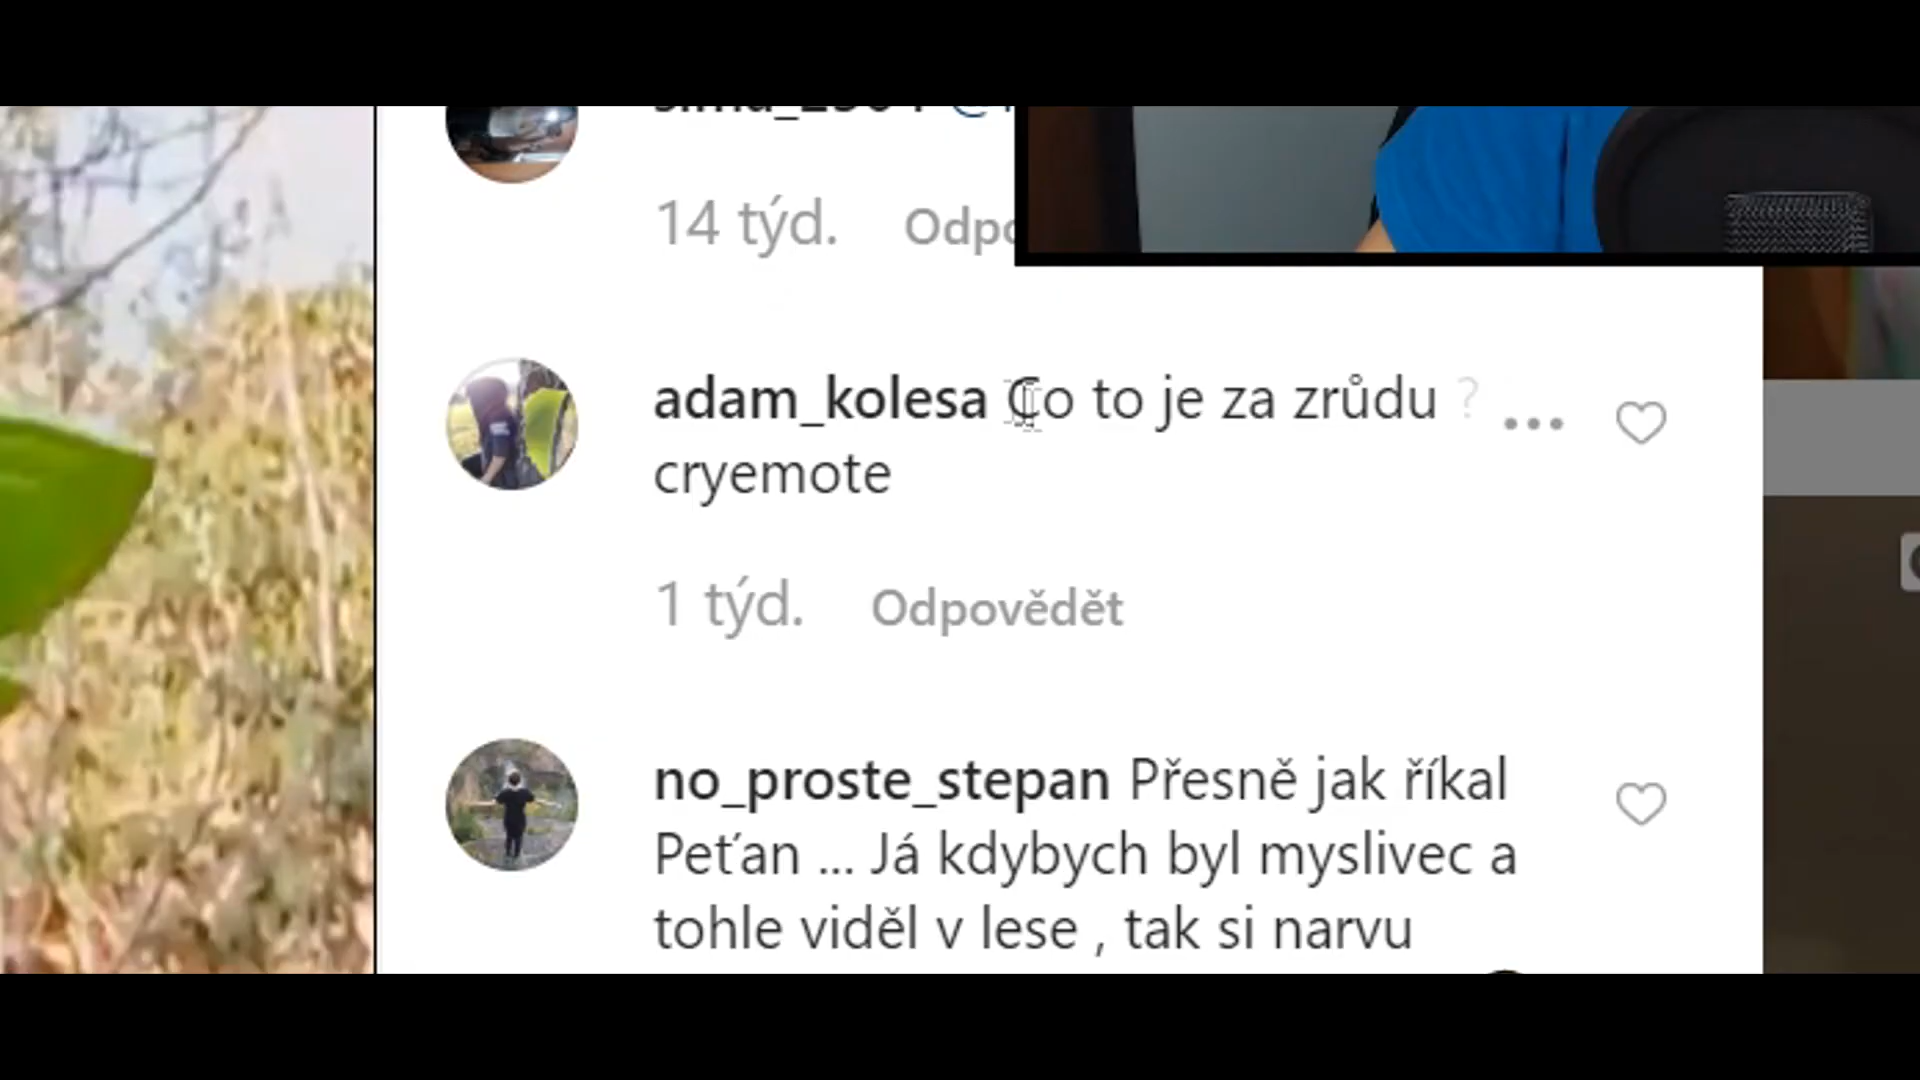 14 týd.
adam_kolesa Co to je za zrůdu ?
cryemote
1 týd. Odpovědět
no_proste_stepan Přesně jak říkal
Peťan ... Já kdybych byl myslivec a
tohle viděl v lese , tak si narvu